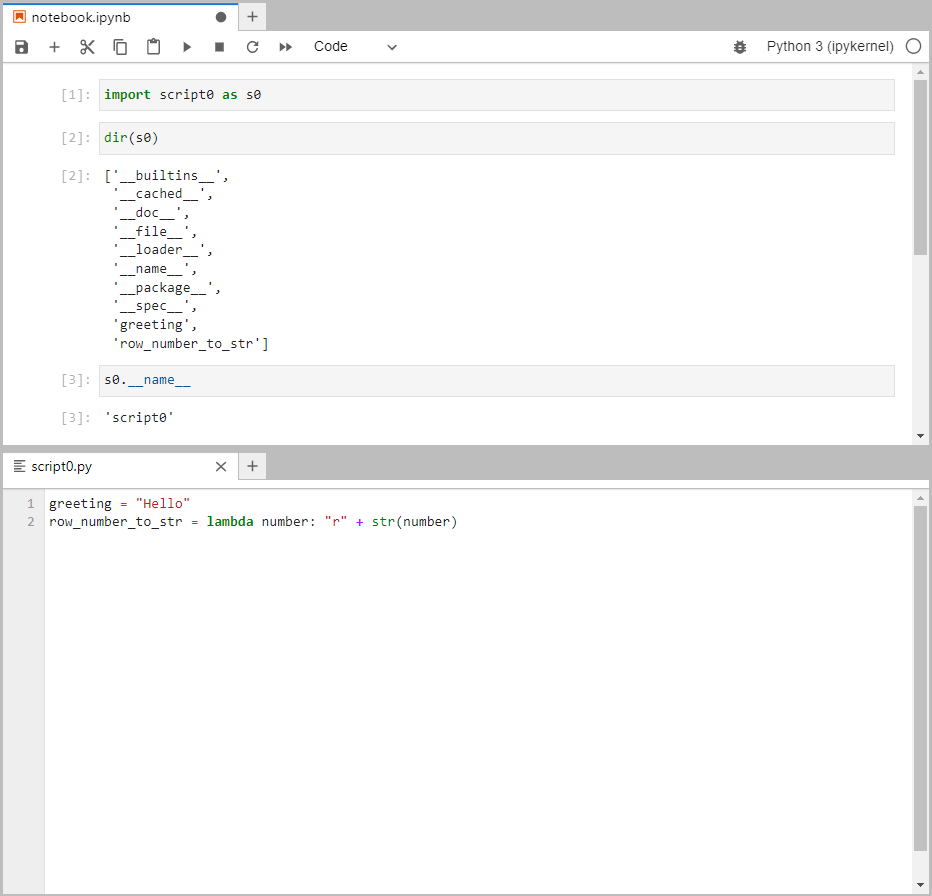 notebook.ipynb
Code
Python 3 (ipykernel)
[1]: import script0 as s0
[2]: dir(s0)
[2]: ['__builtins__',
'__cached__',
'__doc__',
'__file__',
'__loader__',
'__name__',
'__package__',
'__spec__',
'greeting',
'row_number_to_str']
[3]: s0.__name__
[3]: 'script0'
script0.py
1 greeting = "Hello"
2 row_number_to_str = lambda number: "r" + str(number)